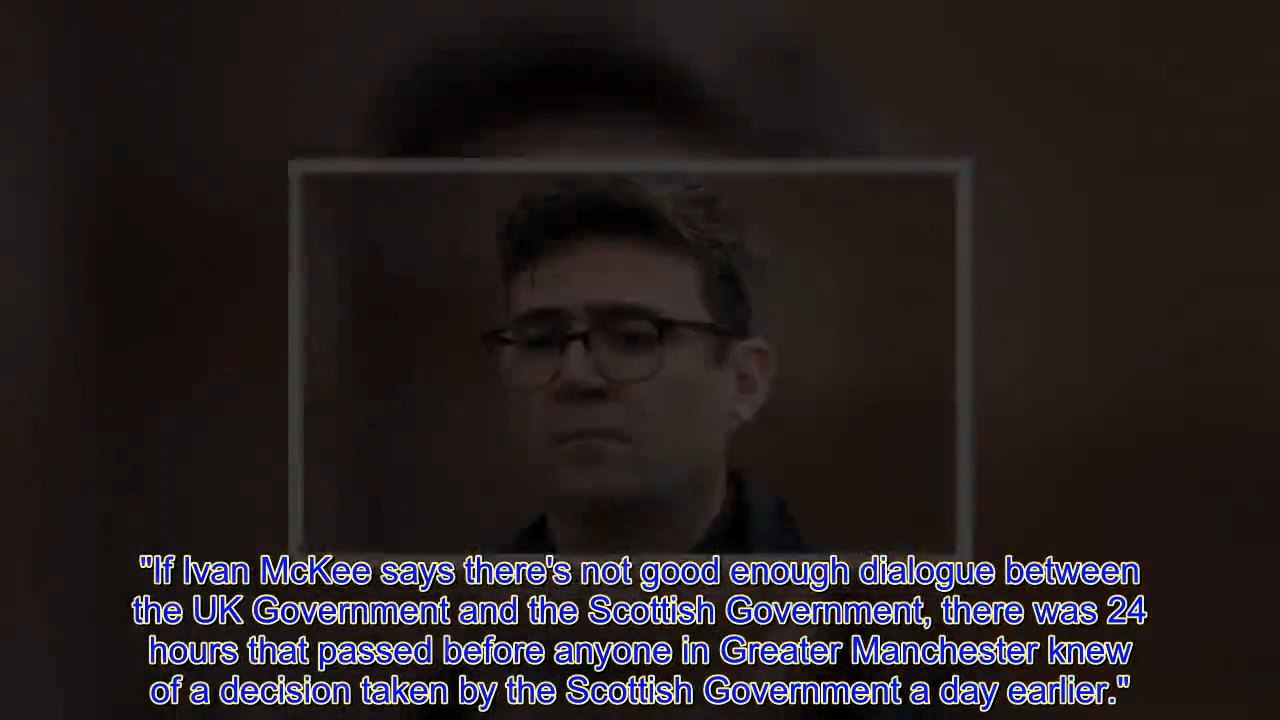 "If Ivan McKee says there's not good enough dialogue between
the UK Government and the Scottish Government, there was 24
hours that passed before anyone in Greater Manchester knew
of a decision taken by the Scottish Government a day earlier."